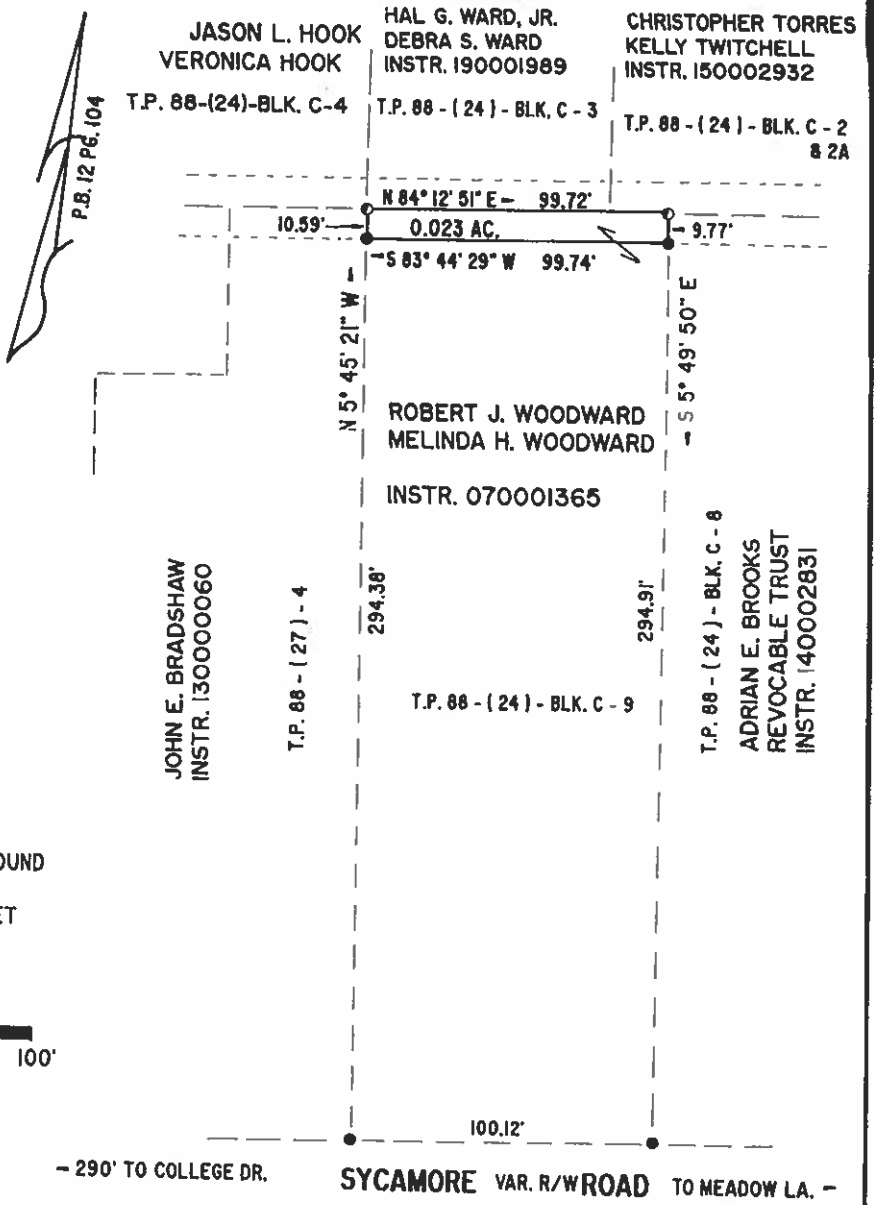 JASON L. HOOK
VERONICA HOOK
T.P. 88-(24)-BLK. C-4
HAL G. WARD, JR.
DEBRA S. WARD
INSTR. 190001989
T.P. 88 - ( 24 ) - BLK. C - 3
CHRISTOPHER TORRES
KELLY TWITCHELL
INSTR. 150002932
T.P. 88 - ( 24 ) - BLK. C - 2
& 2A
P.B. 12 PG. 104
N 84° 12' 51" E - 99.72'
10.59'
0.023 AC.
9.77'
S 83° 44' 29" W 99.74'
N 5° 45' 21" W
S 5° 49' 50" E
ROBERT J. WOODWARD
MELINDA H. WOODWARD
INSTR. 070001365
JOHN E. BRADSHAW
INSTR. 130000060
T.P. 88 - ( 27 ) - 4
294.38'
294.91'
T.P. 88 - ( 24 ) - BLK. C - 9
T.P. 88 - ( 24 ) - BLK. C - 8
ADRIAN E. BROOKS
REVOCABLE TRUST
INSTR. 140002831
OUND
ET
100'
100.12'
- 290' TO COLLEGE DR.
SYCAMORE VAR. R/W ROAD TO MEADOW LA. -